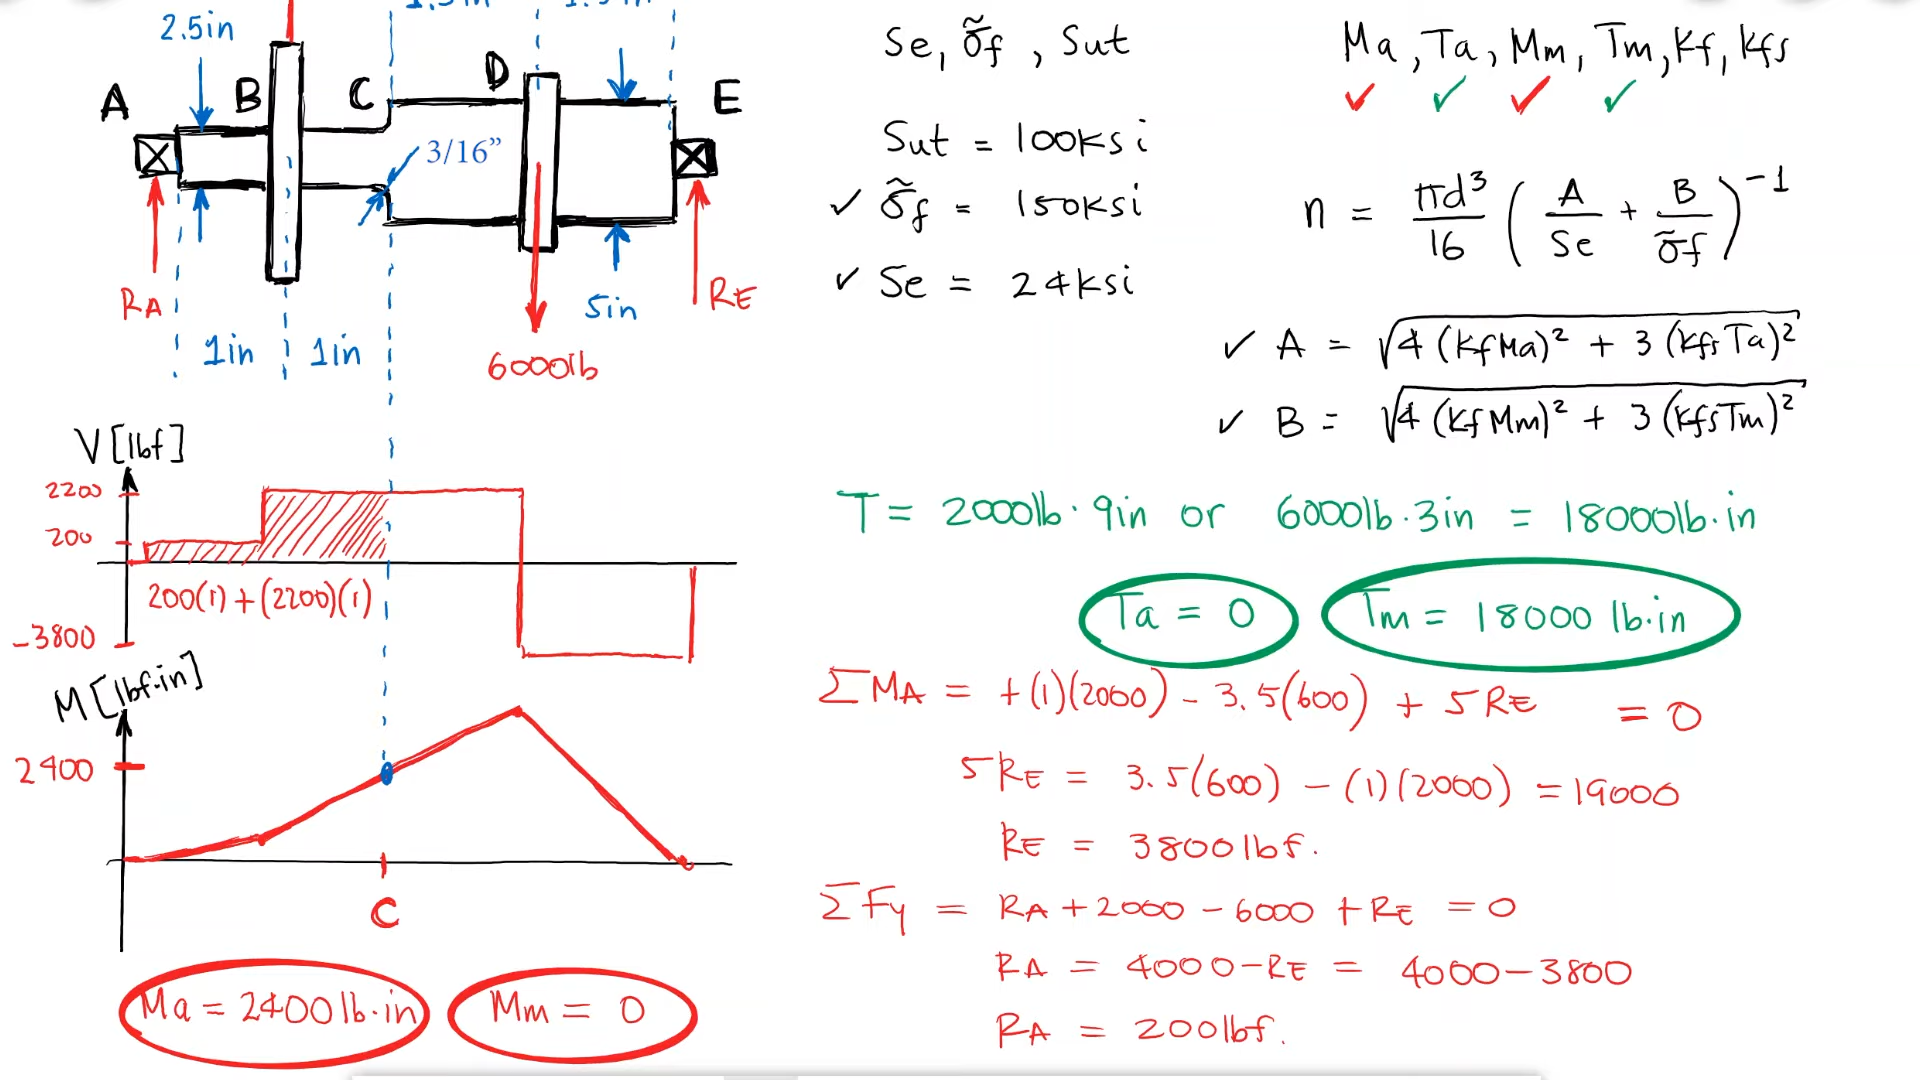 2.5in
A
B
C
D
E
3/16”
RA
RE
5in
1in
1in
6000lb
V [lbf]
2200
200
200(1) + (2200)(1)
-3800
M [lbf·in]
2400
C
Ma = 2400 lb·in
Mm = 0
Se, σ̃f , Sut
Sut = 100ksi
✓ σ̃f = 150ksi
✓ Se = 24ksi
Ma , Ta , Mm, Tm, kf, kfs
✓ ✓ ✓ ✓
n = πd³/16 ( A/Se + B/σ̃f )⁻¹
✓ A = √4 (kfMa)² + 3 (kfsTa)²
✓ B = √4 (kfMm)² + 3 (kfsTm)²
T = 2000lb·9in or 6000lb·3in = 18000lb·in
Ta = 0
Tm = 18000 lb·in
ΣMA = +(1)(2000) - 3.5(600) + 5RE = 0
5RE = 3.5(600) - (1)(2000) = 19000
RE = 3800lbf.
ΣFy = RA + 2000 - 6000 + RE = 0
RA = 4000 - RE = 4000 - 3800
RA = 200lbf.